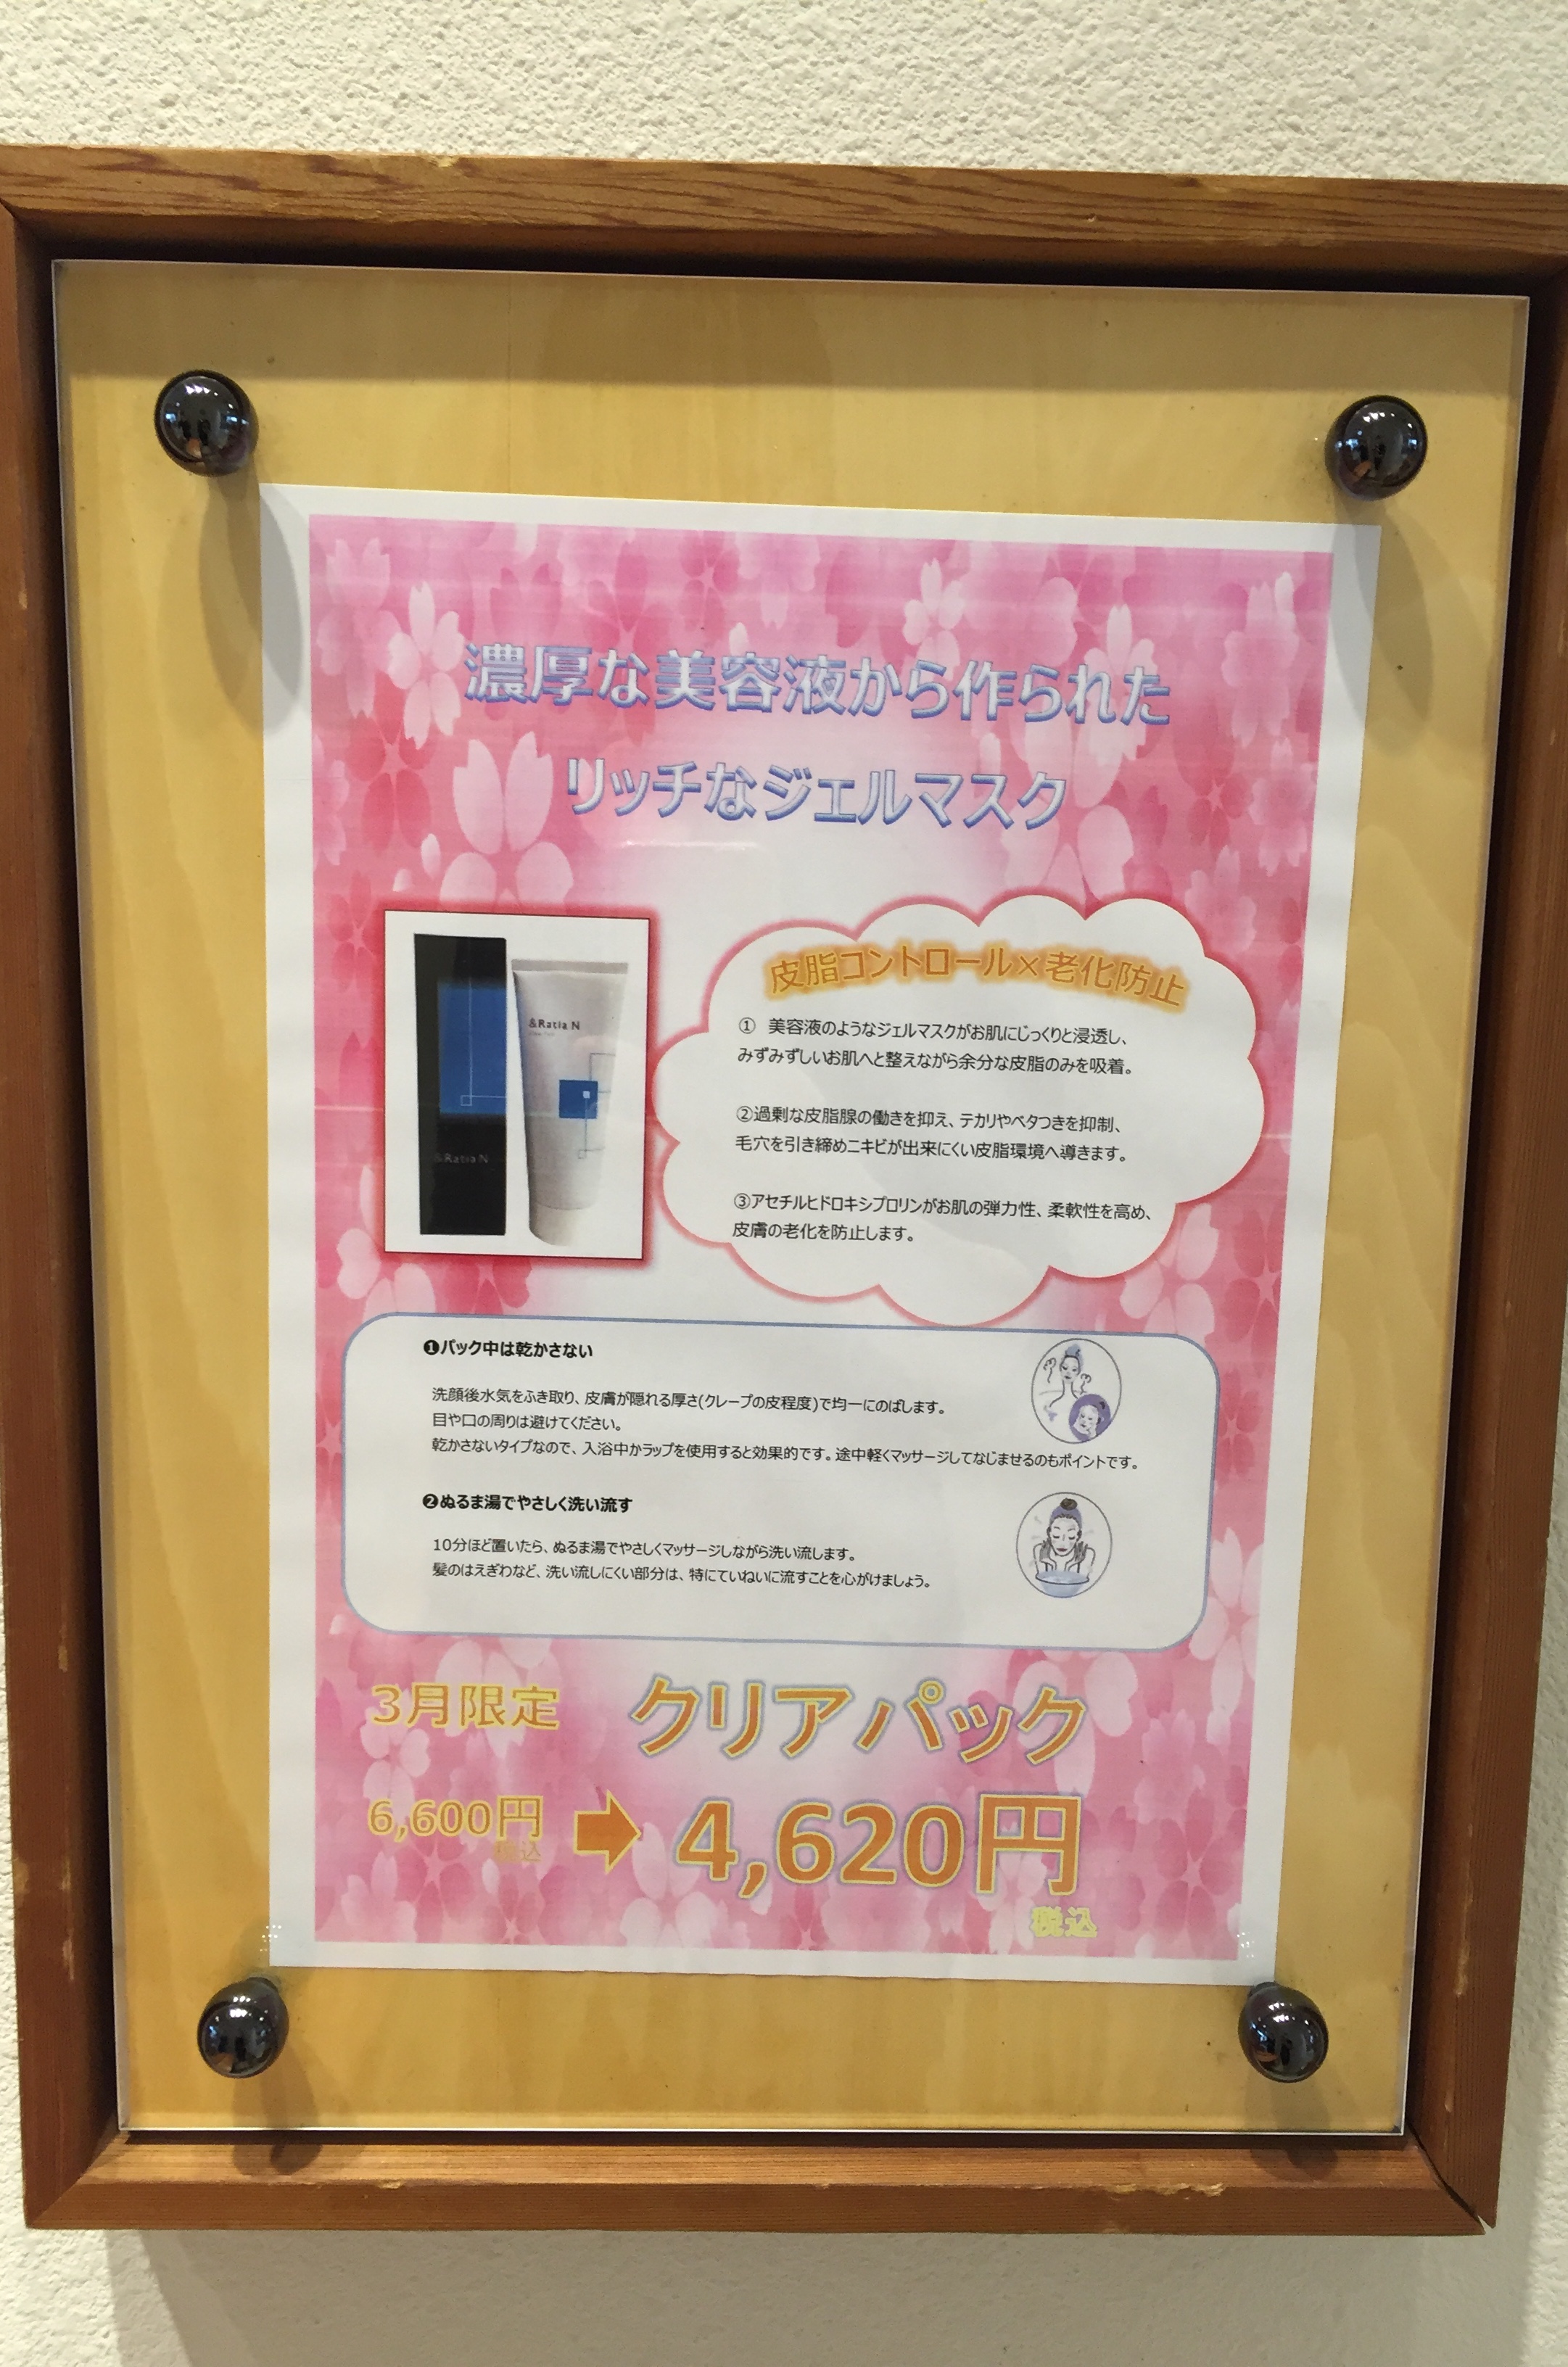 濃厚な美容液から作られた
リッチなジェルマスク
&Ratia N
&Ratia N
皮脂コントロール×老化防止
① 美容液のようなジェルマスクがお肌にじっくりと浸透し、
みずみずしいお肌へと整えながら余分な皮脂のみを吸着。
②過剰な皮脂腺の働きを抑え、テカリやベタつきを抑制、
毛穴を引き締めニキビが出来にくい皮脂環境へ導きます。
③アセチルヒドロキシプロリンがお肌の弾力性、柔軟性を高め、
皮膚の老化を防止します。
❶パック中は乾かさない
洗顔後水気をふき取り、皮膚が隠れる厚さ(クレープの皮程度)で均一にのばします。
目や口の周りは避けてください。
乾かさないタイプなので、入浴中かラップを使用すると効果的です。途中軽くマッサージしてなじませるのもポイントです。
❷ぬるま湯でやさしく洗い流す
10分ほど置いたら、ぬるま湯でやさしくマッサージしながら洗い流します。
髪のはえぎわなど、洗い流しにくい部分は、特にていねいに流すことを心がけましょう。
3月限定 クリアパック
6,600円 税込 ➡ 4,620円
税込